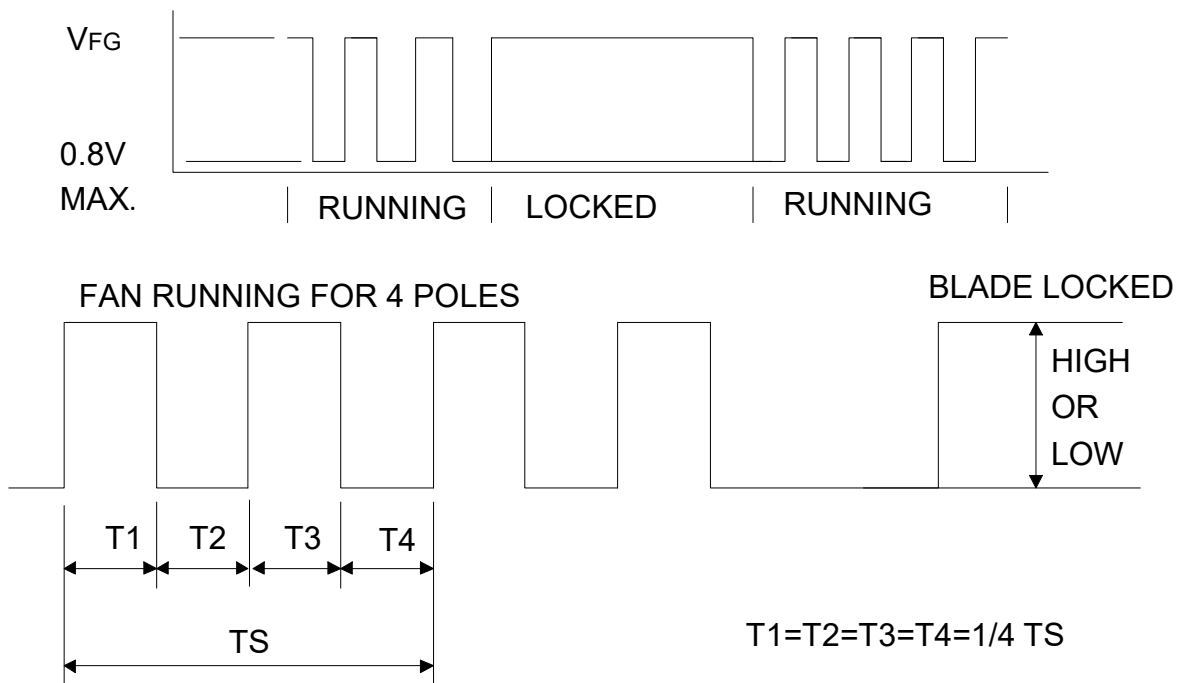 VFG
0.8V
MAX.
RUNNING
LOCKED
RUNNING
FAN RUNNING FOR 4 POLES
BLADE LOCKED
HIGH
OR
LOW
T1
T2
T3
T4
TS
T1=T2=T3=T4=1/4 TS